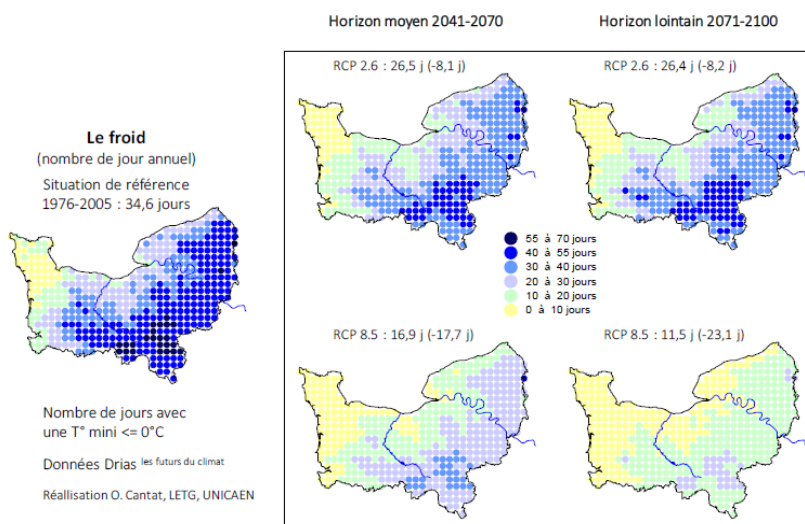 Horizon moyen 2041-2070
Horizon lointain 2071-2100
RCP 2.6 : 26,5 j (-8,1 j)
RCP 2.6 : 26,4 j (-8,2 j)
Le froid
(nombre de jour annuel)
Situation de référence
1976-2005 : 34,6 jours
55 à 70 jours
40 à 55 jours
30 à 40 jours
20 à 30 jours
10 à 20 jours
0 à 10 jours
RCP 8.5 : 16,9 j (-17,7 j)
RCP 8.5 : 11,5 j (-23,1 j)
Nombre de jours avec
une T° mini <= 0°C
Données Drias les futurs du climat
Réallisation O. Cantat, LETG, UNICAEN